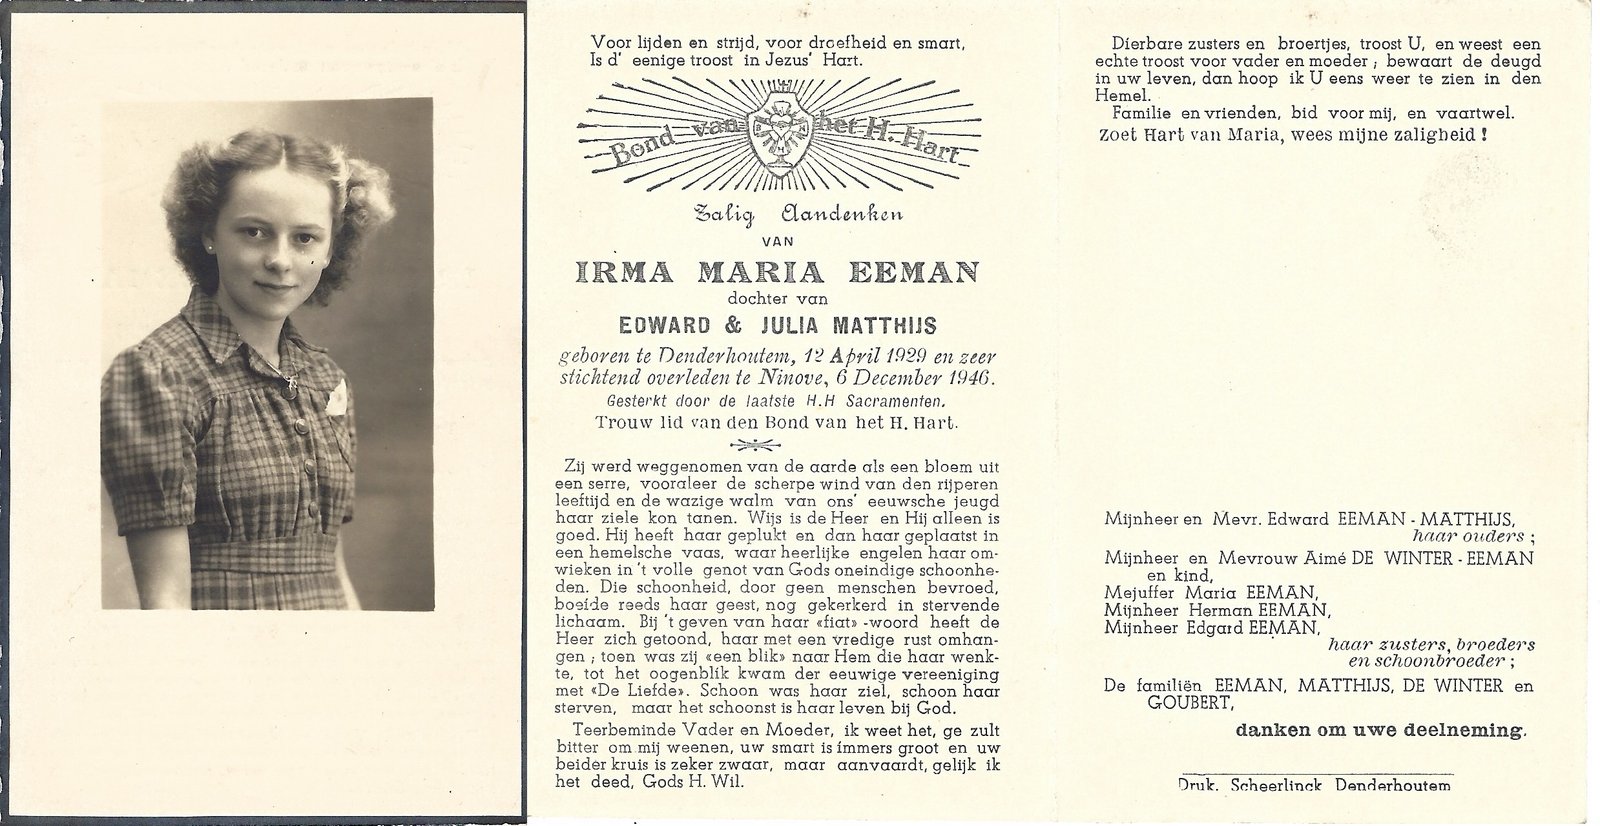 Voor lijden en strijd, voor droefheid en smart,
Is d' eenige troost in Jezus' Hart.
Bond van het H. Hart
Zalig Aandenken
VAN
IRMA MARIA EEMAN
dochter van
EDWARD & JULIA MATTHIJS
geboren te Denderhoutem, 12 April 1929 en zeer
stichtend overleden te Ninove, 6 December 1946.
Gesterkt door de laatste H.H Sacramenten.
Trouw lid van den Bond van het H. Hart.
Zij werd weggenomen van de aarde als een bloem uit
een serre, vooraleer de scherpe wind van den rijperen
leeftijd en de wazige walm van ons' eeuwsche jeugd
haar ziele kon tanen. Wijs is de Heer en Hij alleen is
goed. Hij heeft haar geplukt en dan haar geplaatst in
een hemelsche vaas, waar heerlijke engelen haar om-
wieken in 't volle genot van Gods oneindige schoonhe-
den. Die schoonheid, door geen menschen bevroed,
boeide reeds haar geest, nog gekerkerd in stervende
lichaam. Bij 't geven van haar «fiat» -woord heeft de
Heer zich getoond, haar met een vredige rust omhan-
gen ; toen was zij «een blik» naar Hem die haar wenk-
te, tot het oogenblik kwam der eeuwige vereeniging
met «De Liefde». Schoon was haar ziel, schoon haar
sterven, maar het schoonst is haar leven bij God.
Teerbeminde Vader en Moeder, ik weet het, ge zult
bitter om mij weenen, uw smart is immers groot en uw
beider kruis is zeker zwaar, maar aanvaardt, gelijk ik
het deed, Gods H. Wil.
Dierbare zusters en broertjes, troost U, en weest een
echte troost voor vader en moeder ; bewaart de deugd
in uw leven, dan hoop ik U eens weer te zien in den
Hemel.
Familie en vrienden, bid voor mij, en vaartwel.
Zoet Hart van Maria, wees mijne zaligheid !
Mijnheer en Mevr. Edward EEMAN - MATTHIJS,
haar ouders ;
Mijnheer en Mevrouw Aimé DE WINTER - EEMAN
en kind,
Mejuffer Maria EEMAN,
Mijnheer Herman EEMAN,
Mijnheer Edgard EEMAN,
haar zusters, broeders
en schoonbroeder ;
De familiën EEMAN, MATTHIJS, DE WINTER en
GOUBERT,
danken om uwe deelneming.
Druk. Scheerlinck Denderhoutem